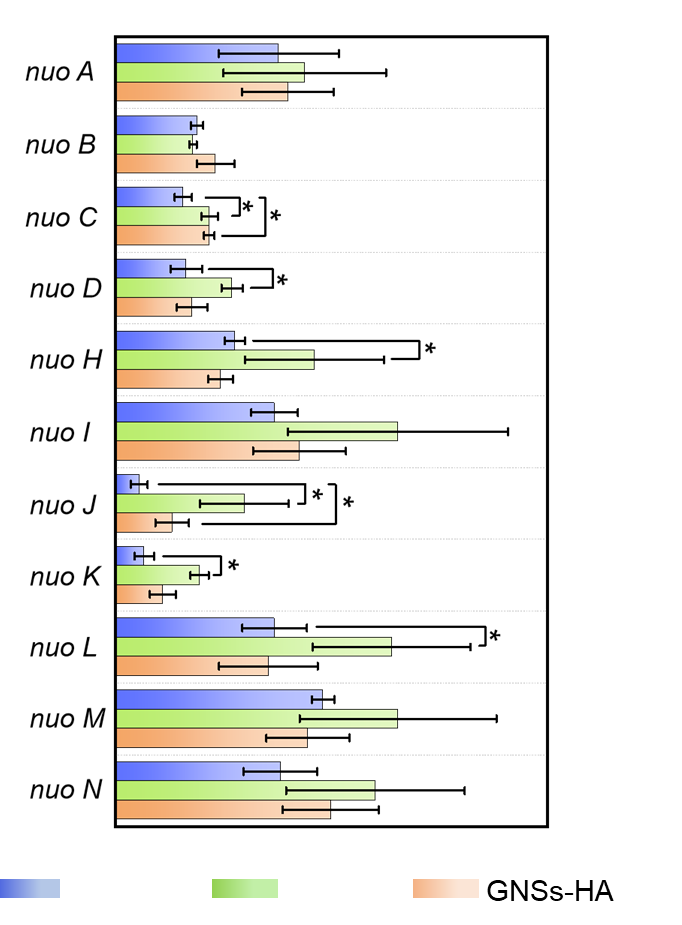 nuo A
nuo B
*
*
nuo C
*
nuo D
*
nuo H
nuo I
*
*
nuo J
*
nuo K
*
nuo L
nuo M
nuo N
GNSs-HA